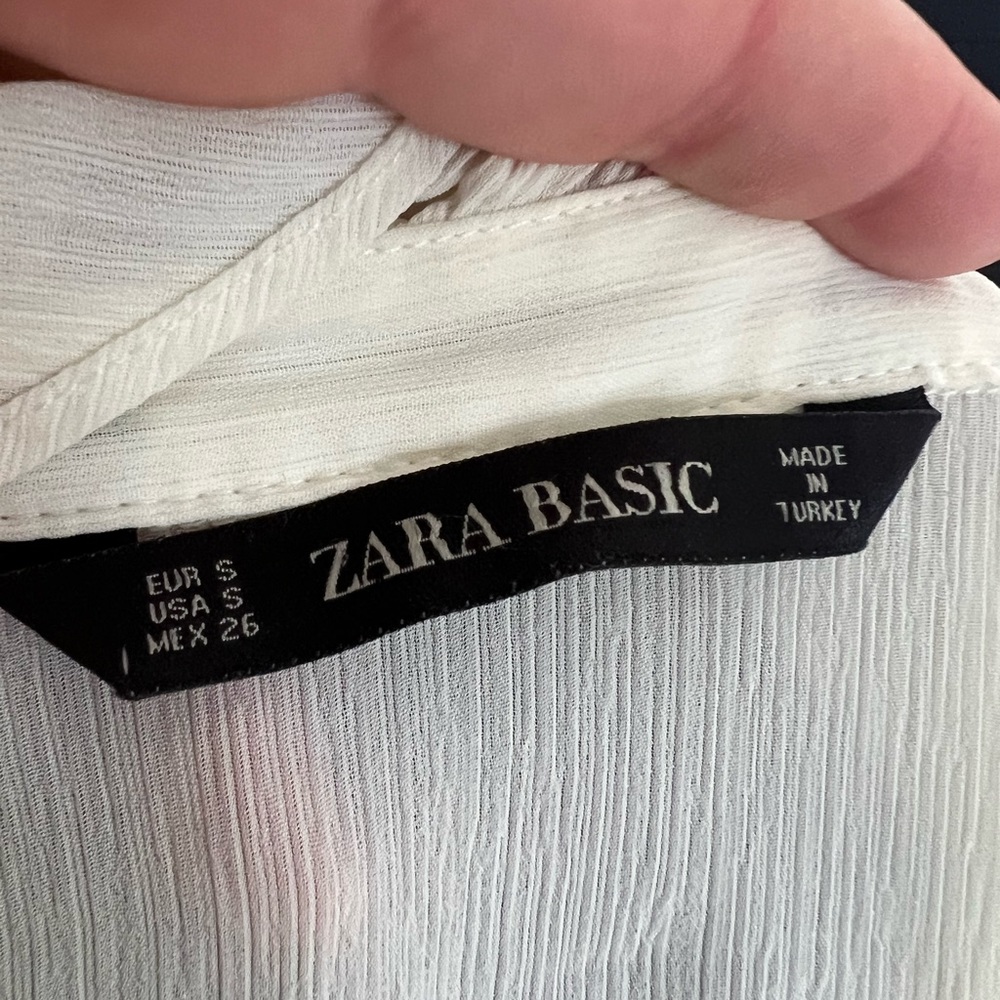 EUR S
USA S
MEX 26
ZARA BASIC
MADE
IN
TURKEY